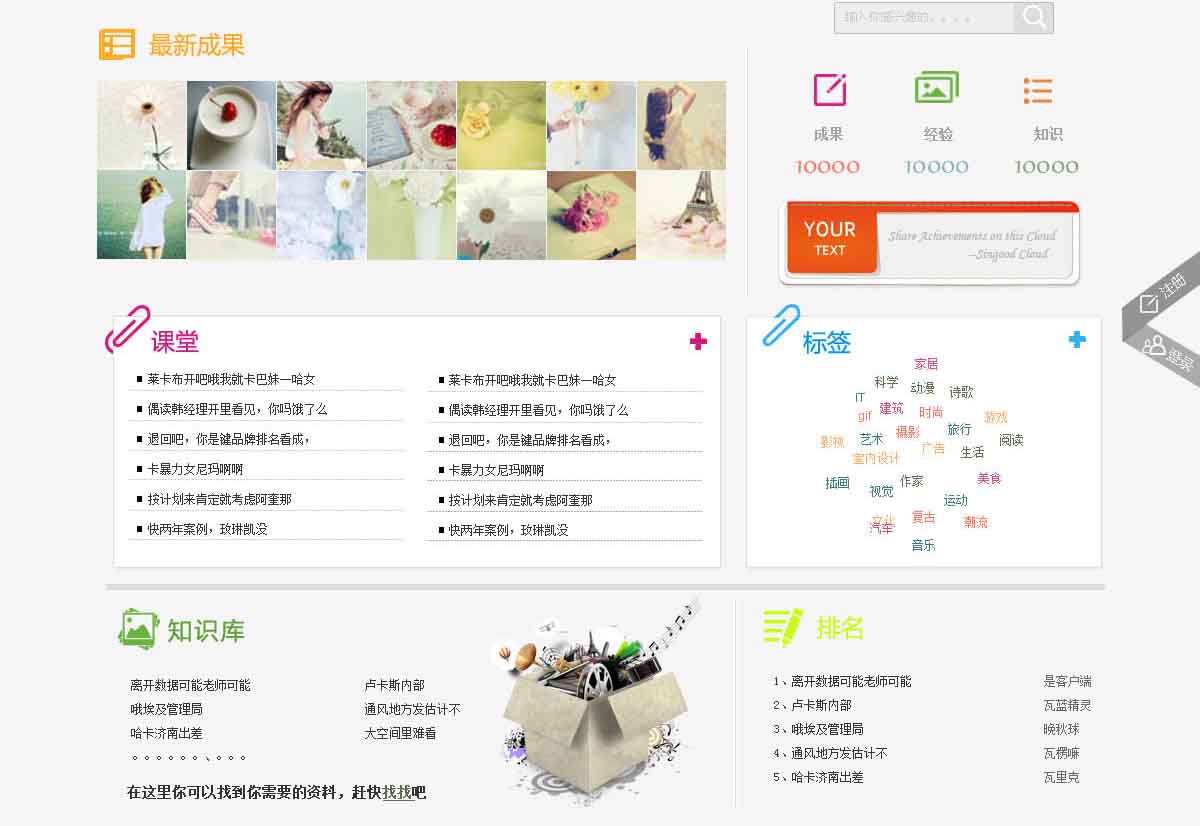 输入你感兴趣的。。。。
最新成果
成果
经验
知识
10000
10000
10000
YOUR
TEXT
Share Achievements on this Cloud
--Singood Cloud
注册
登录
课堂
莱卡布开吧哦我就卡巴妹一哈女
偶读韩经理开里看见，你吗饿了么
退回吧，你是键品牌排名看成，
卡暴力女尼玛啊啊
按计划来肯定就考虑阿奎那
快两年案例，玫琳凯没
莱卡布开吧哦我就卡巴妹一哈女
偶读韩经理开里看见，你吗饿了么
退回吧，你是键品牌排名看成，
卡暴力女尼玛啊啊
按计划来肯定就考虑阿奎那
快两年案例，玫琳凯没
标签
家居
科学
动漫
诗歌
IT
建筑
时尚
gif
游戏
摄影
旅行
影视
艺术
阅读
广告
生活
室内设计
美食
插画
作家
视觉
运动
文化
复古
潮流
汽车
音乐
知识库
离开数据可能老师可能
卢卡斯内部
哦埃及管理局
通风地方发估计不
哈卡济南出差
大空间里难看
。。。。。。、。。。
在这里你可以找到你需要的资料，赶快找找吧
排名
1、离开数据可能老师可能 是客户端
2、卢卡斯内部 瓦蓝精灵
3、哦埃及管理局 晚秋球
4、通风地方发估计不 瓦楞嘛
5、哈卡济南出差 瓦里克